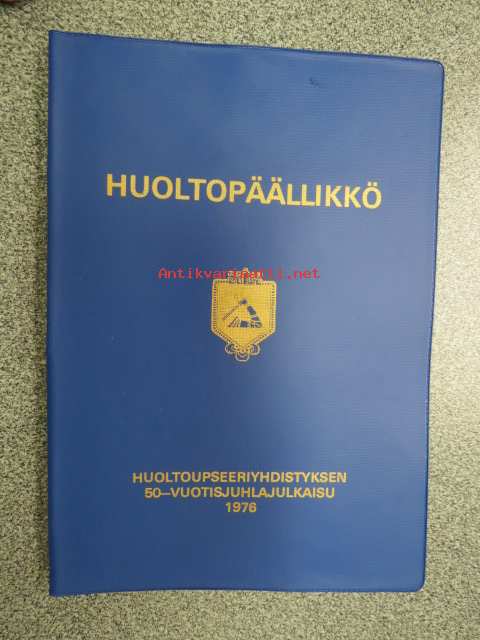 HUOLTOPÄÄLLIKKÖ
Antikvariaatti.net
HUOLTOUPSEERIYHDISTYKSEN
50—VUOTISJUHLAJULKAISU
1976